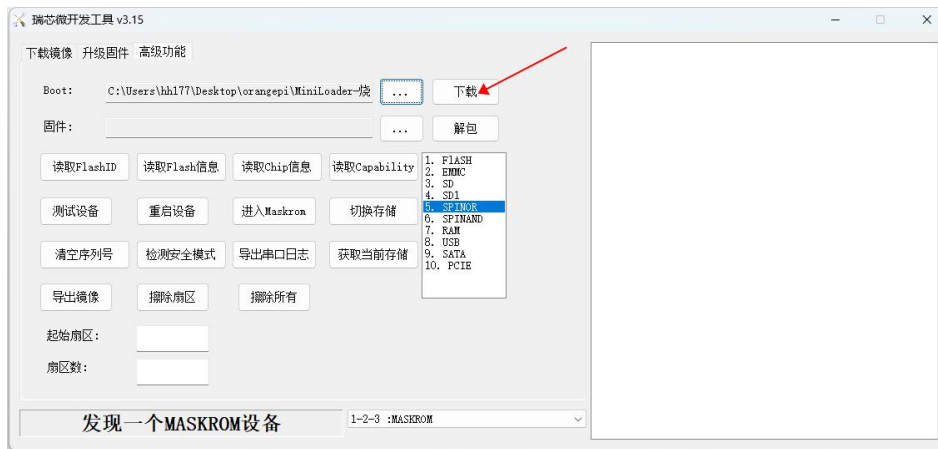 瑞芯微开发工具 v3.15
下载镜像 升级固件 高级功能
Boot: C:\Users\hh177\Desktop\orangepi\MiniLoader-烧 ... 下载
固件: ... 解包
读取FlashID 读取Flash信息 读取Chip信息 读取Capability
测试设备 重启设备 进入Maskrom 切换存储
清空序列号 检测安全模式 导出串口日志 获取当前存储
导出镜像 擦除扇区 擦除所有
1. FlASH
2. EMMC
3. SD
4. SD1
5. SPINOR
6. SPINAND
7. RAM
8. USB
9. SATA
10. PCIE
起始扇区:
扇区数:
发现一个MASKROM设备 1-2-3 :MASKROM